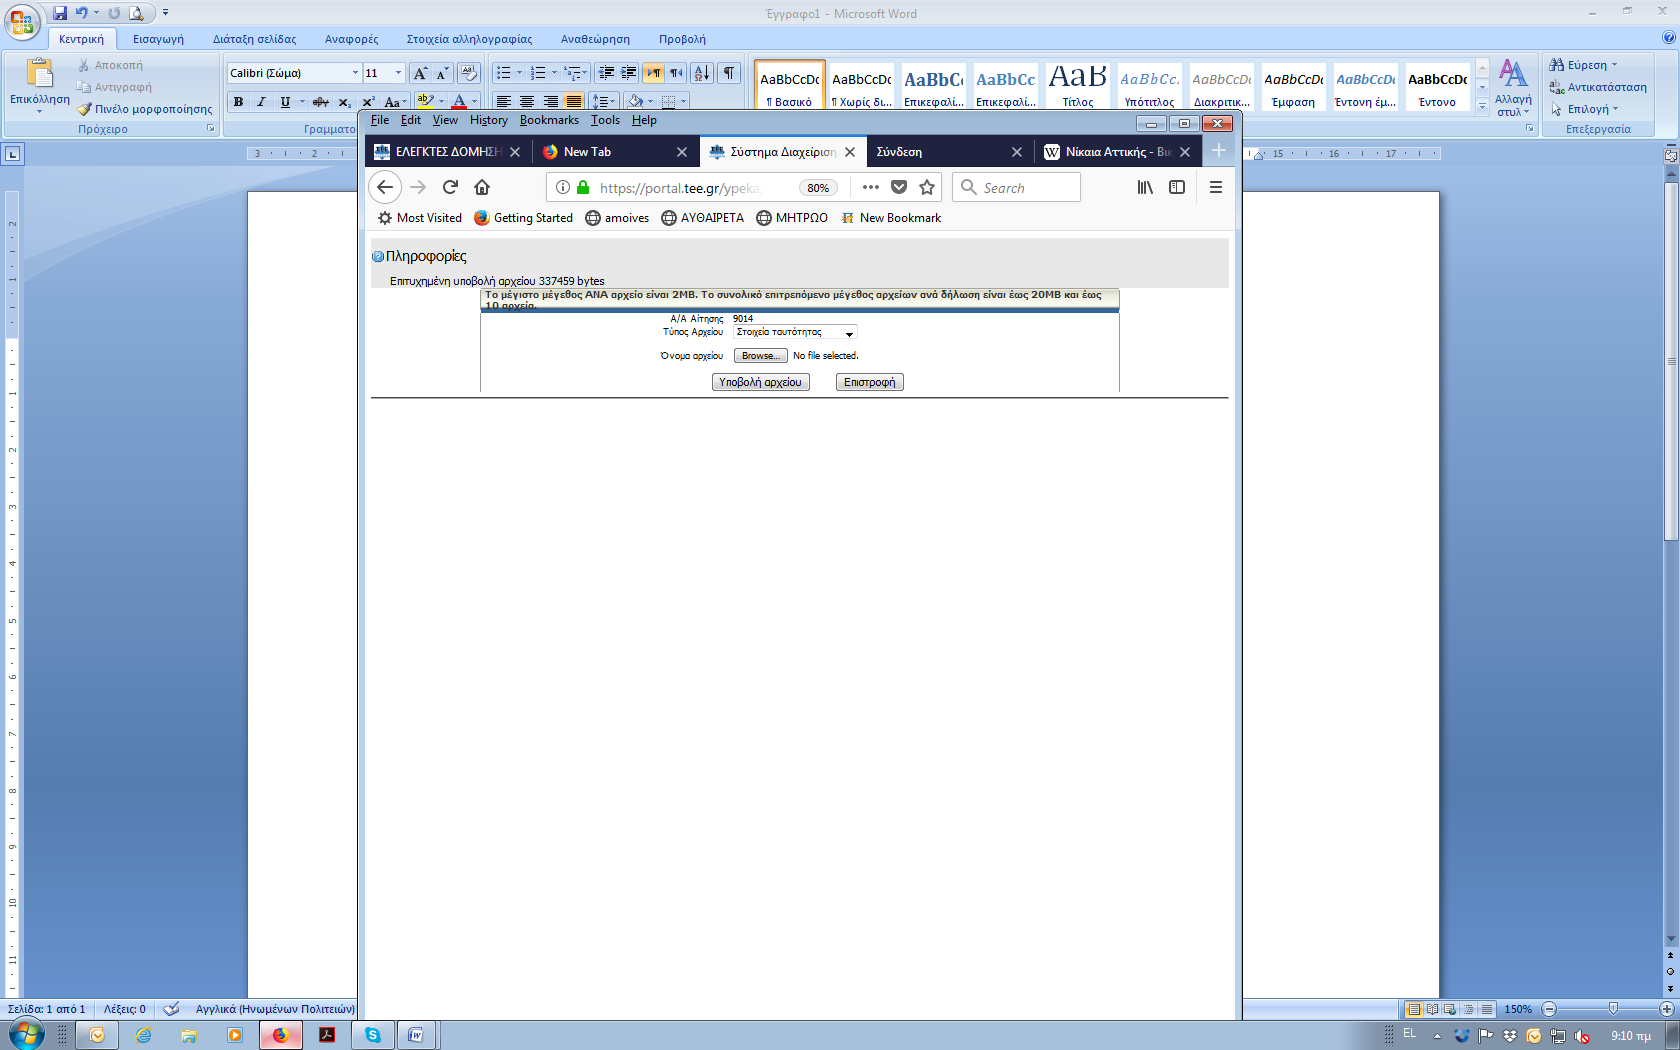 Έγγραφο1 - Microsoft Word
Κεντρική Εισαγωγή Διάταξη σελίδας Αναφορές Στοιχεία αλληλογραφίας Αναθεώρηση Προβολή
Επικόλληση
Αποκοπή
Αντιγραφή
Πινέλο μορφοποίησης
Πρόχειρο
Calibri (Σώμα) 11
Γραμματο
AaBbCcDc AaBbCcDc AaBbCc AaBbCc AaB AaBbCc. AaBbCcDc AaBbCcDc AaBbCcDc AaBbCcDc
¶ Βασικό ¶ Χωρίς δι... Επικεφαλί... Επικεφαλί... Τίτλος Υπότιτλος Διακριτικ... Έμφαση Έντονη έμ... Έντονο
Αλλαγή στυλ
Εύρεση
Αντικατάσταση
Επιλογή
Επεξεργασία
File Edit View History Bookmarks Tools Help
ΕΛΕΓΚΤΕΣ ΔΟΜΗΣΗ New Tab Σύστημα Διαχείριση Σύνδεση Νίκαια Αττικής - Βικ
https://portal.tee.gr/ypeka 80% Search
Most Visited Getting Started amoives ΑΥΘΑΙΡΕΤΑ ΜΗΤΡΩΟ New Bookmark
Πληροφορίες
Επιτυχημένη υποβολή αρχείου 337459 bytes
Το μέγιστο μέγεθος ΑΝΑ αρχείο είναι 2MB. Το συνολικό επιτρεπόμενο μέγεθος αρχείων ανά δήλωση είναι έως 20MB και έως
10 αρχεία.
Α/Α Αίτησης 9014
Τύπος Αρχείου Στοιχεία ταυτότητας
Όνομα αρχείου Browse... No file selected.
Υποβολή αρχείου Επιστροφή
Σελίδα: 1 από 1 Λέξεις: 0 Αγγλικά (Ηνωμένων Πολιτειών) 150%
EL 9:10 πμ